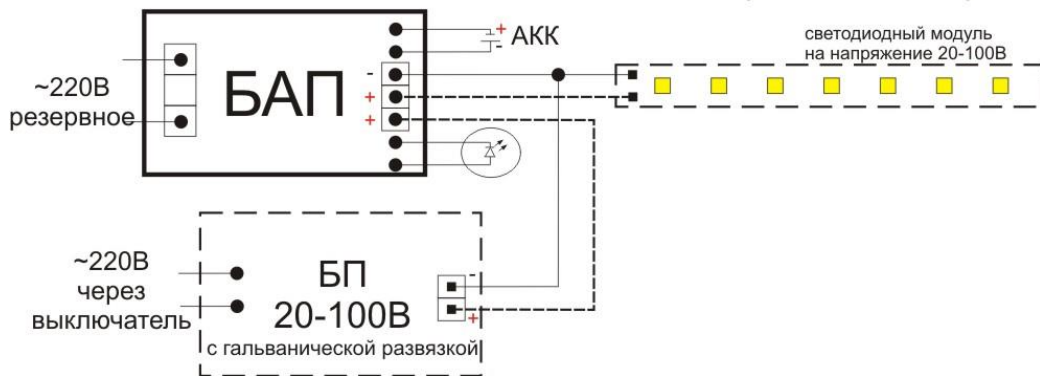 ~220В
резервное
БАП
-
+
+
+
-
АКК
светодиодный модуль
на напряжение 20-100В
~220В
через
выключатель
БП
20-100В
с гальванической развязкой
-
+